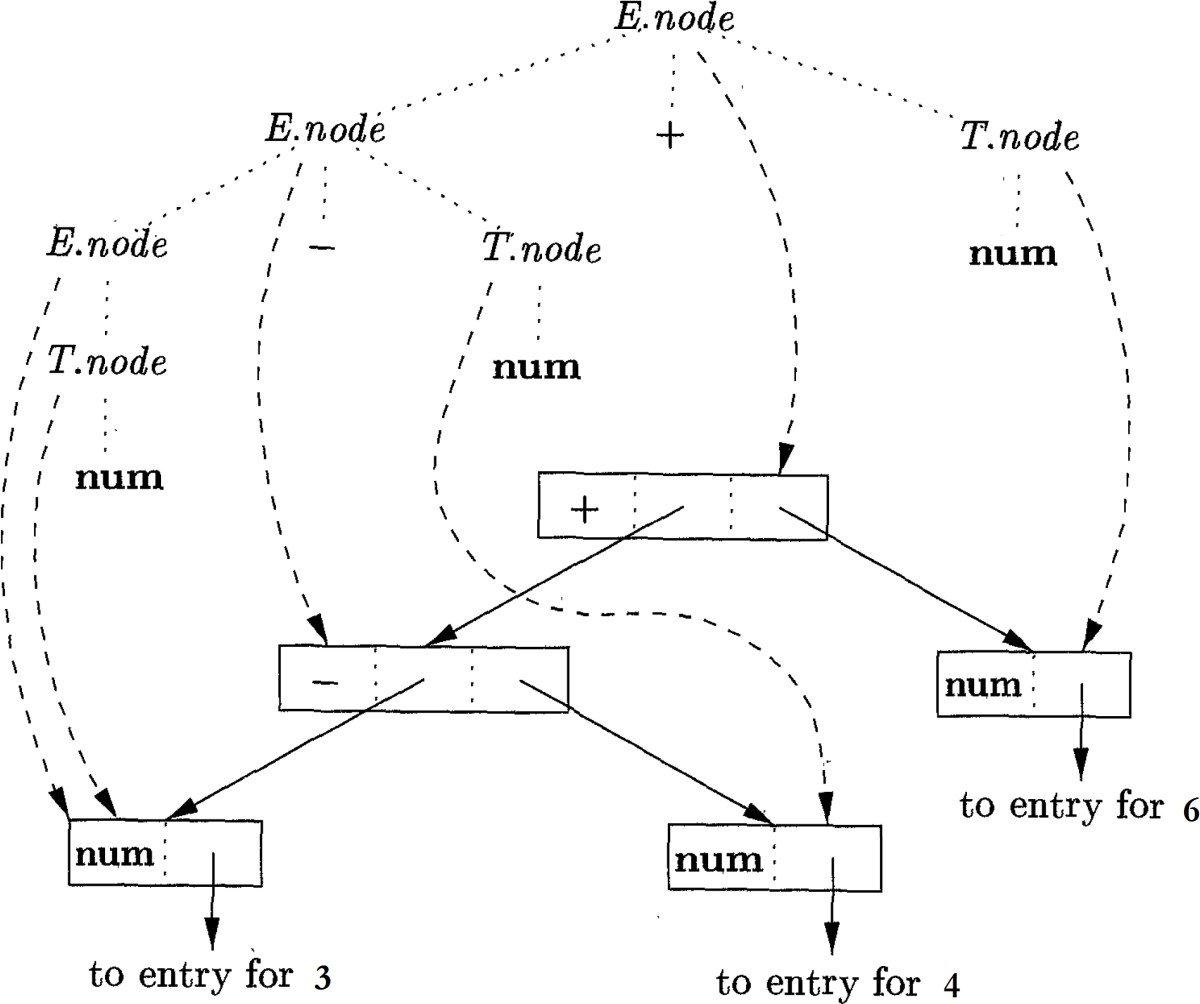 E.node
E.node + T.node
E.node − T.node num
T.node num
num
+
− num
num num
to entry for 6
to entry for 3 to entry for 4